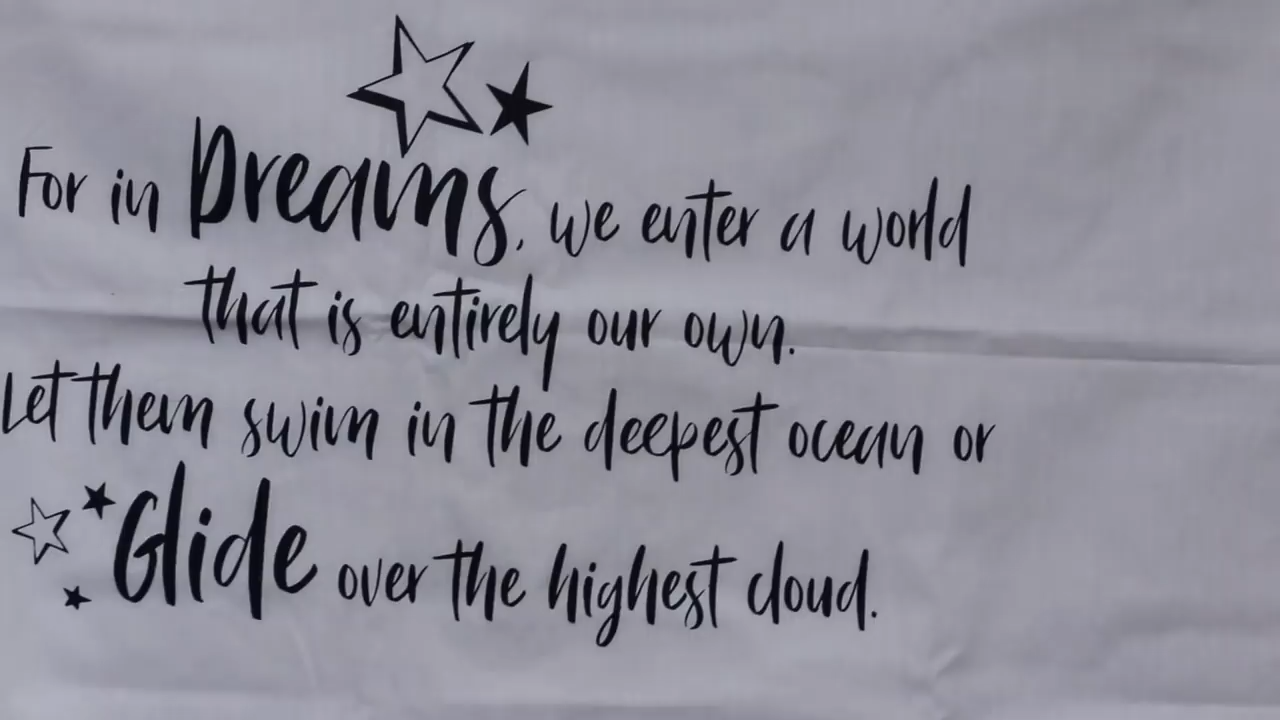 For in Dreams, we enter a world
that is entirely our own.
Let them swim in the deepest ocean or
Glide over the highest cloud.